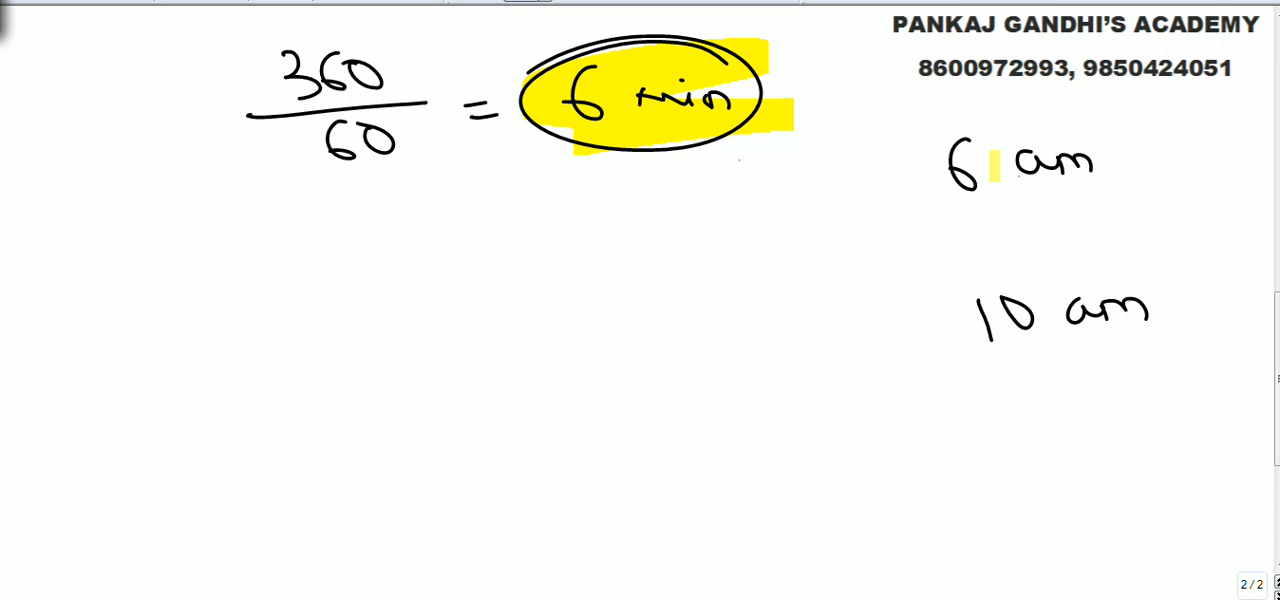 PANKAJ GANDHI'S ACADEMY
8600972993, 9850424051
360
60
= 6 min
6 am
10 am
2 / 2